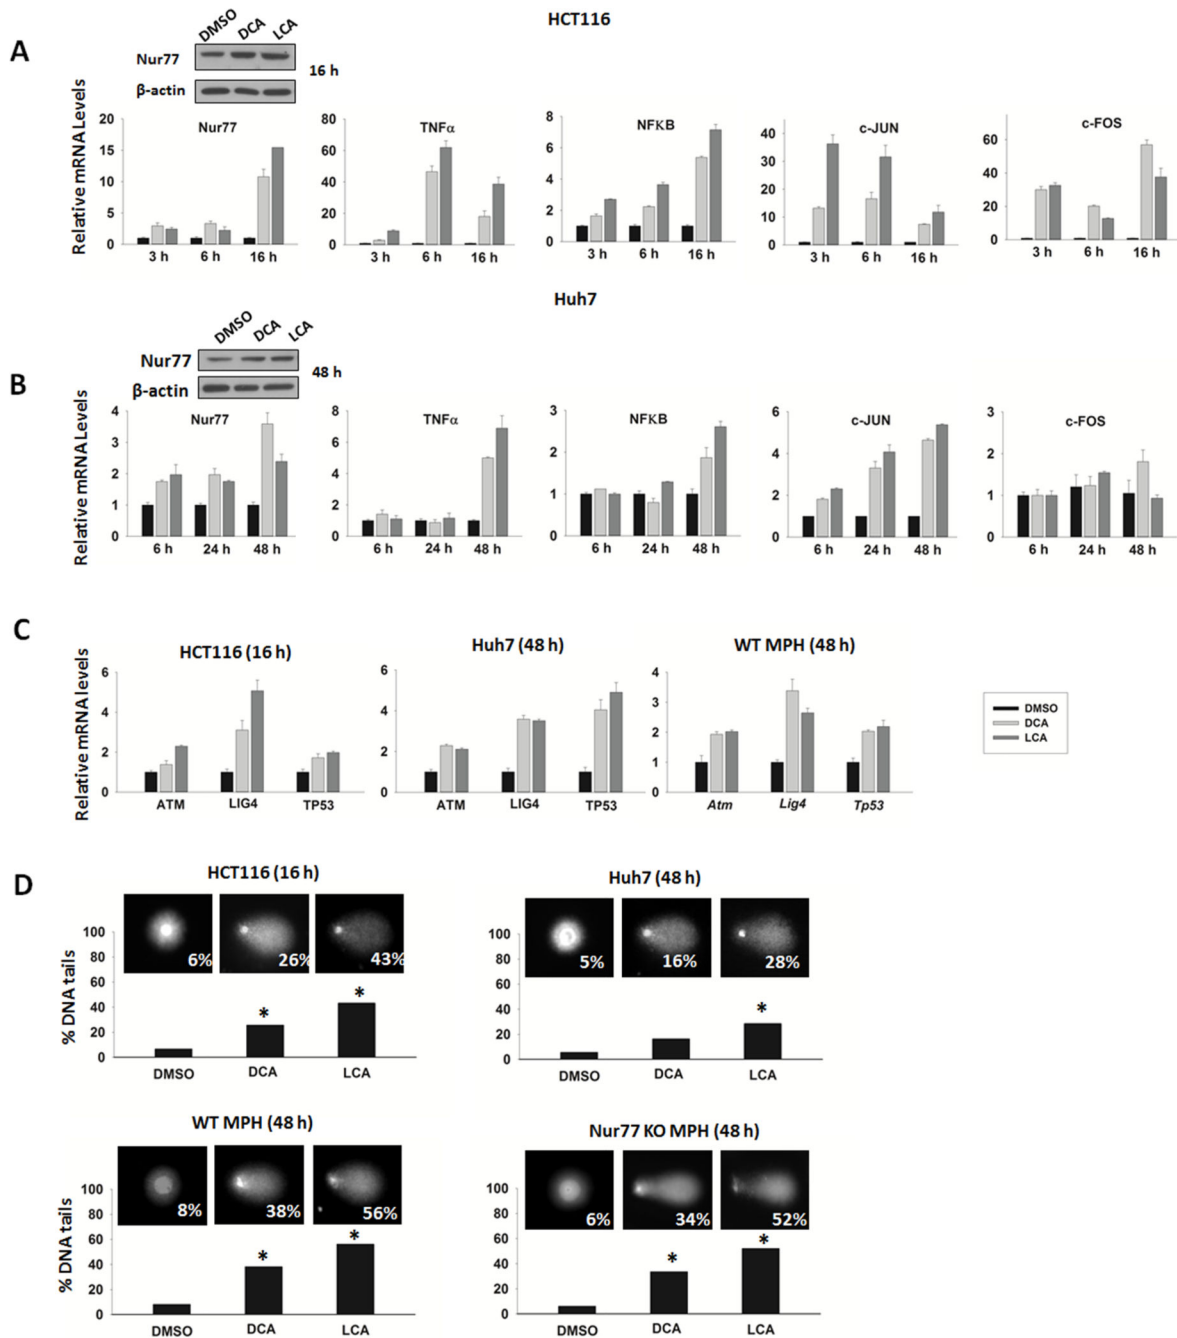 HCT116
A
DMSO DCA LCA
Nur77
β-actin
16 h
Relative mRNA Levels
Nur77
20
15
10
5
0
3 h 6 h 16 h
TNFα
100
80
60
40
20
0
3 h 6 h 16 h
NFKB
8
6
4
2
0
3 h 6 h 16 h
c-JUN
40
30
20
10
0
3 h 6 h 16 h
c-FOS
60
40
20
0
3 h 6 h 16 h
Huh7
B
DMSO DCA LCA
Nur77
β-actin
48 h
Relative mRNA Levels
Nur77
4
3
2
1
0
6 h 24 h 48 h
TNFα
8
6
4
2
0
6 h 24 h 48 h
NFKB
3
2
1
0
6 h 24 h 48 h
c-JUN
6
4
2
0
6 h 24 h 48 h
c-FOS
3
2
1
0
6 h 24 h 48 h
C
Relative mRNA levels
HCT116 (16 h)
6
4
2
0
ATM LIG4 TP53
Huh7 (48 h)
6
4
2
0
ATM LIG4 TP53
WT MPH (48 h)
4
3
2
1
0
Atm Lig4 Tp53
DMSO
DCA
LCA
D
HCT116 (16 h)
% DNA tails
100
80
60
40
20
0
6% 26% 43%
* *
DMSO DCA LCA
Huh7 (48 h)
100
80
60
40
20
0
5% 16% 28%
*
DMSO DCA LCA
WT MPH (48 h)
% DNA tails
100
80
60
40
20
0
8% 38% 56%
* *
DMSO DCA LCA
Nur77 KO MPH (48 h)
100
80
60
40
20
0
6% 34% 52%
* *
DMSO DCA LCA